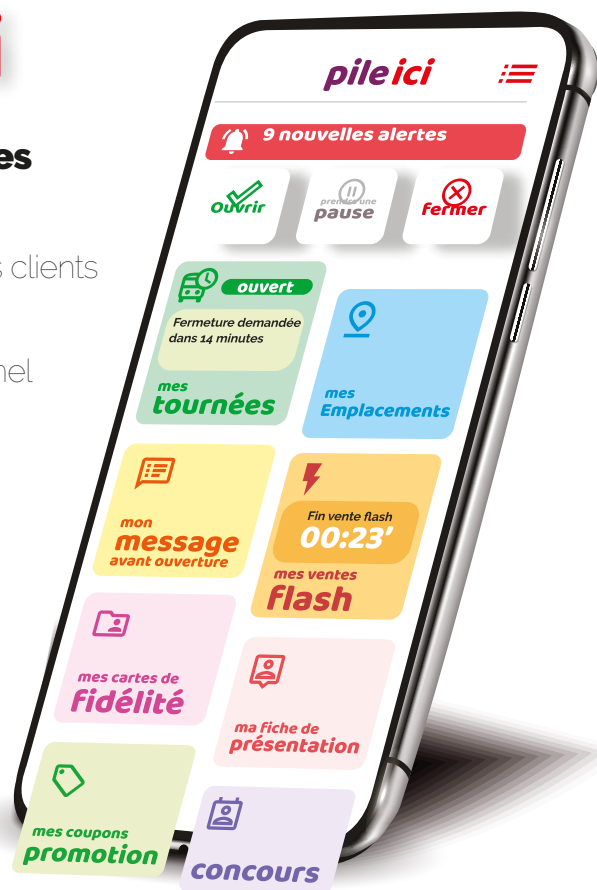 i
es
s clients
nel
pile ici
9 nouvelles alertes
ouvrir
prendre une
pause
fermer
ouvert
Fermeture demandée
dans 14 minutes
mes
tournées
mes
Emplacements
mon
message
avant ouverture
Fin vente flash
00:23’
mes ventes
flash
mes cartes de
fidélité
ma fiche de
présentation
mes coupons
promotion
concours